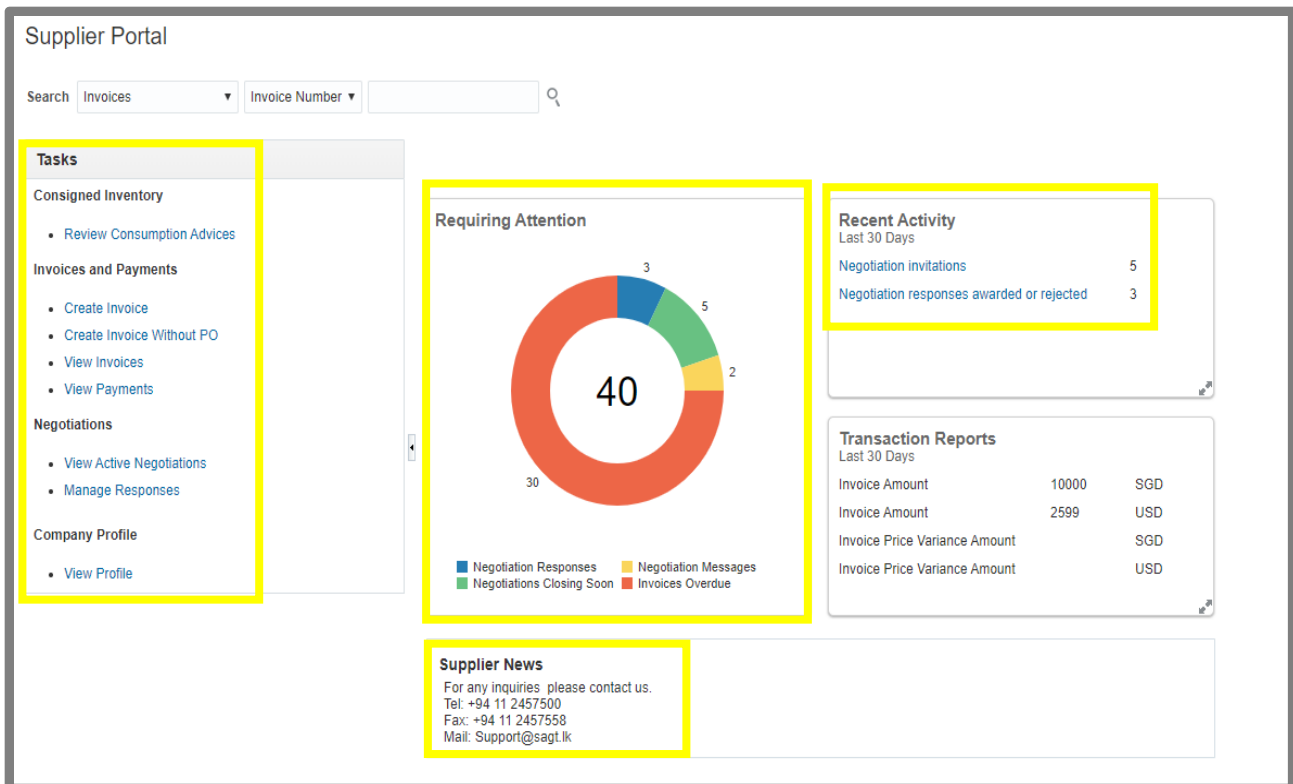 Supplier Portal
Search Invoices Invoice Number
Tasks
Consigned Inventory
Review Consumption Advices
Invoices and Payments
Create Invoice
Create Invoice Without PO
View Invoices
View Payments
Negotiations
View Active Negotiations
Manage Responses
Company Profile
View Profile
Requiring Attention
3
5
2
40
30
Negotiation Responses Negotiation Messages
Negotiations Closing Soon Invoices Overdue
Recent Activity
Last 30 Days
Negotiation invitations 5
Negotiation responses awarded or rejected 3
Transaction Reports
Last 30 Days
Invoice Amount 10000 SGD
Invoice Amount 2599 USD
Invoice Price Variance Amount SGD
Invoice Price Variance Amount USD
Supplier News
For any inquiries please contact us.
Tel: +94 11 2457500
Fax: +94 11 2457558
Mail: Support@sagt.lk